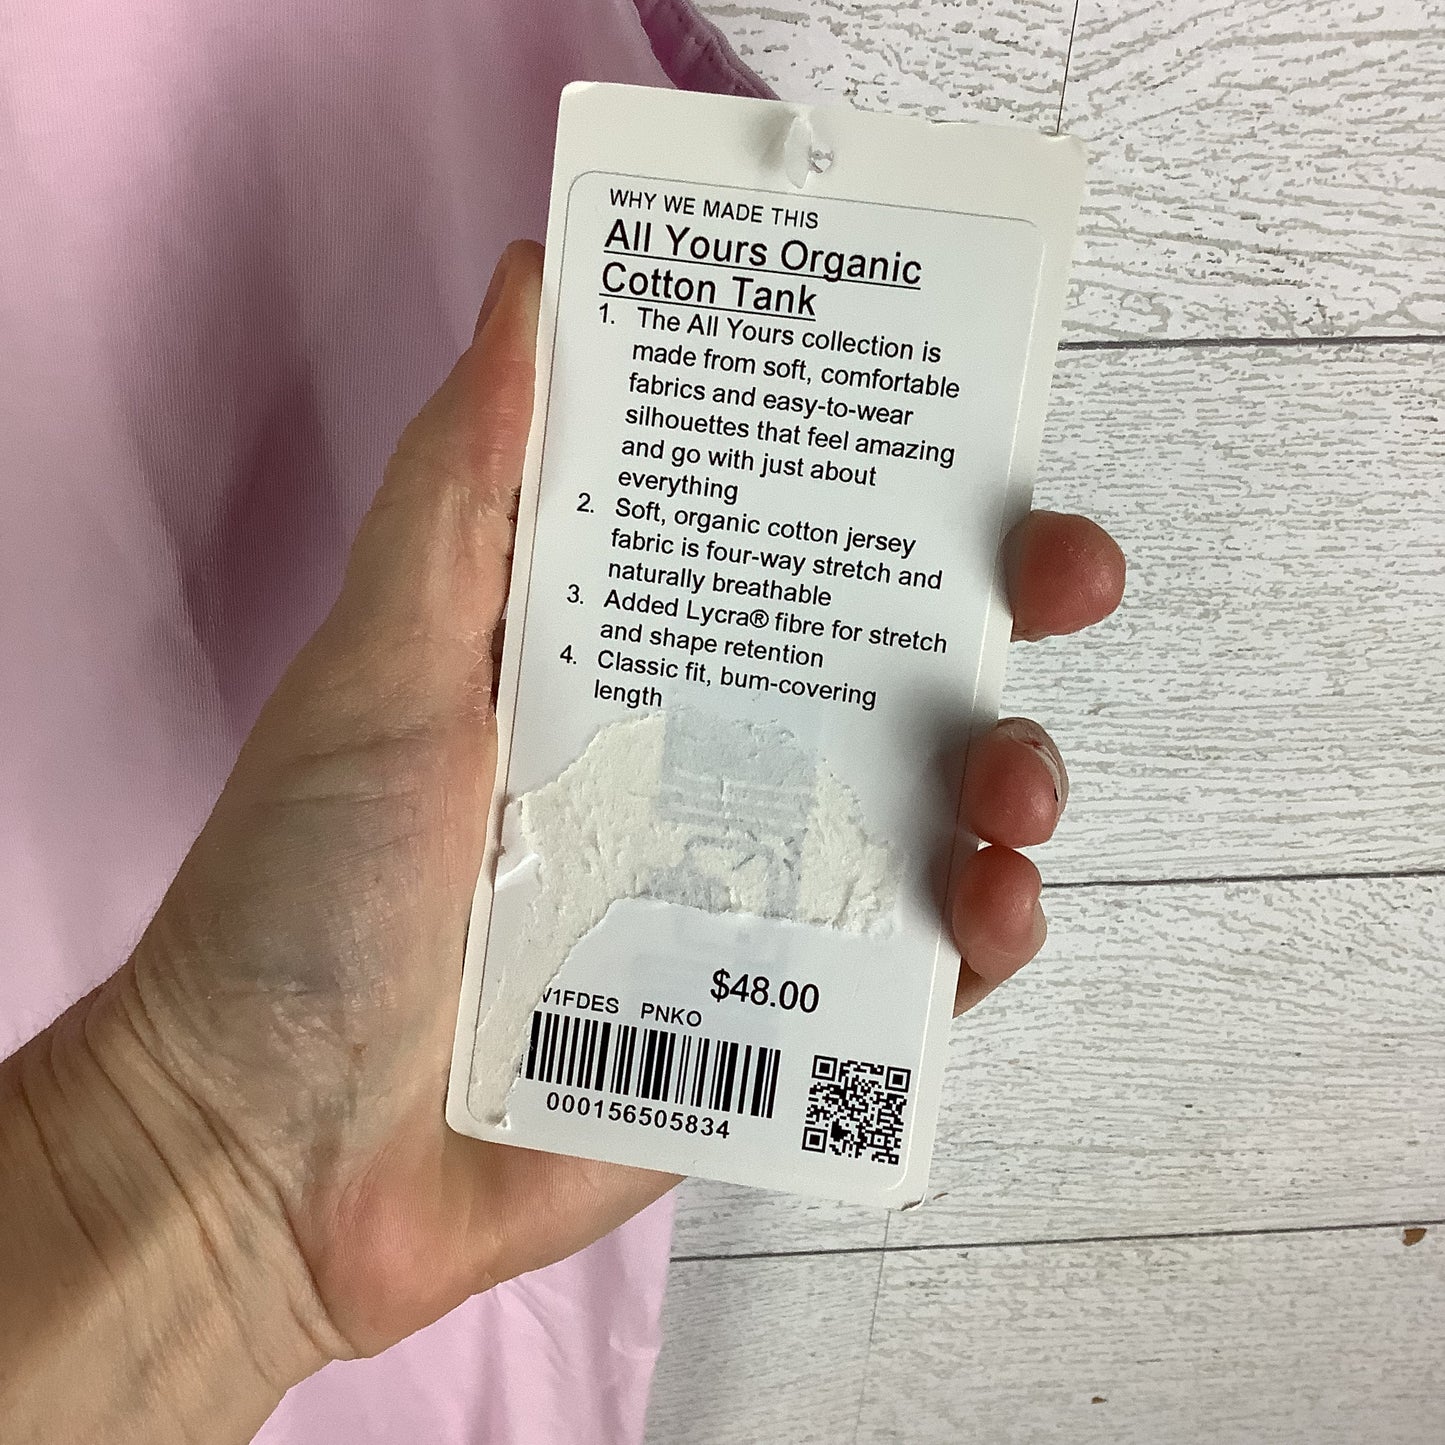 WHY WE MADE THIS
All Yours Organic
Cotton Tank
1. The All Yours collection is
made from soft, comfortable
fabrics and easy-to-wear
silhouettes that feel amazing
and go with just about
everything
2. Soft, organic cotton jersey
fabric is four-way stretch and
naturally breathable
3. Added Lycra® fibre for stretch
and shape retention
4. Classic fit, bum-covering
length
$48.00
PNKO
000156505834